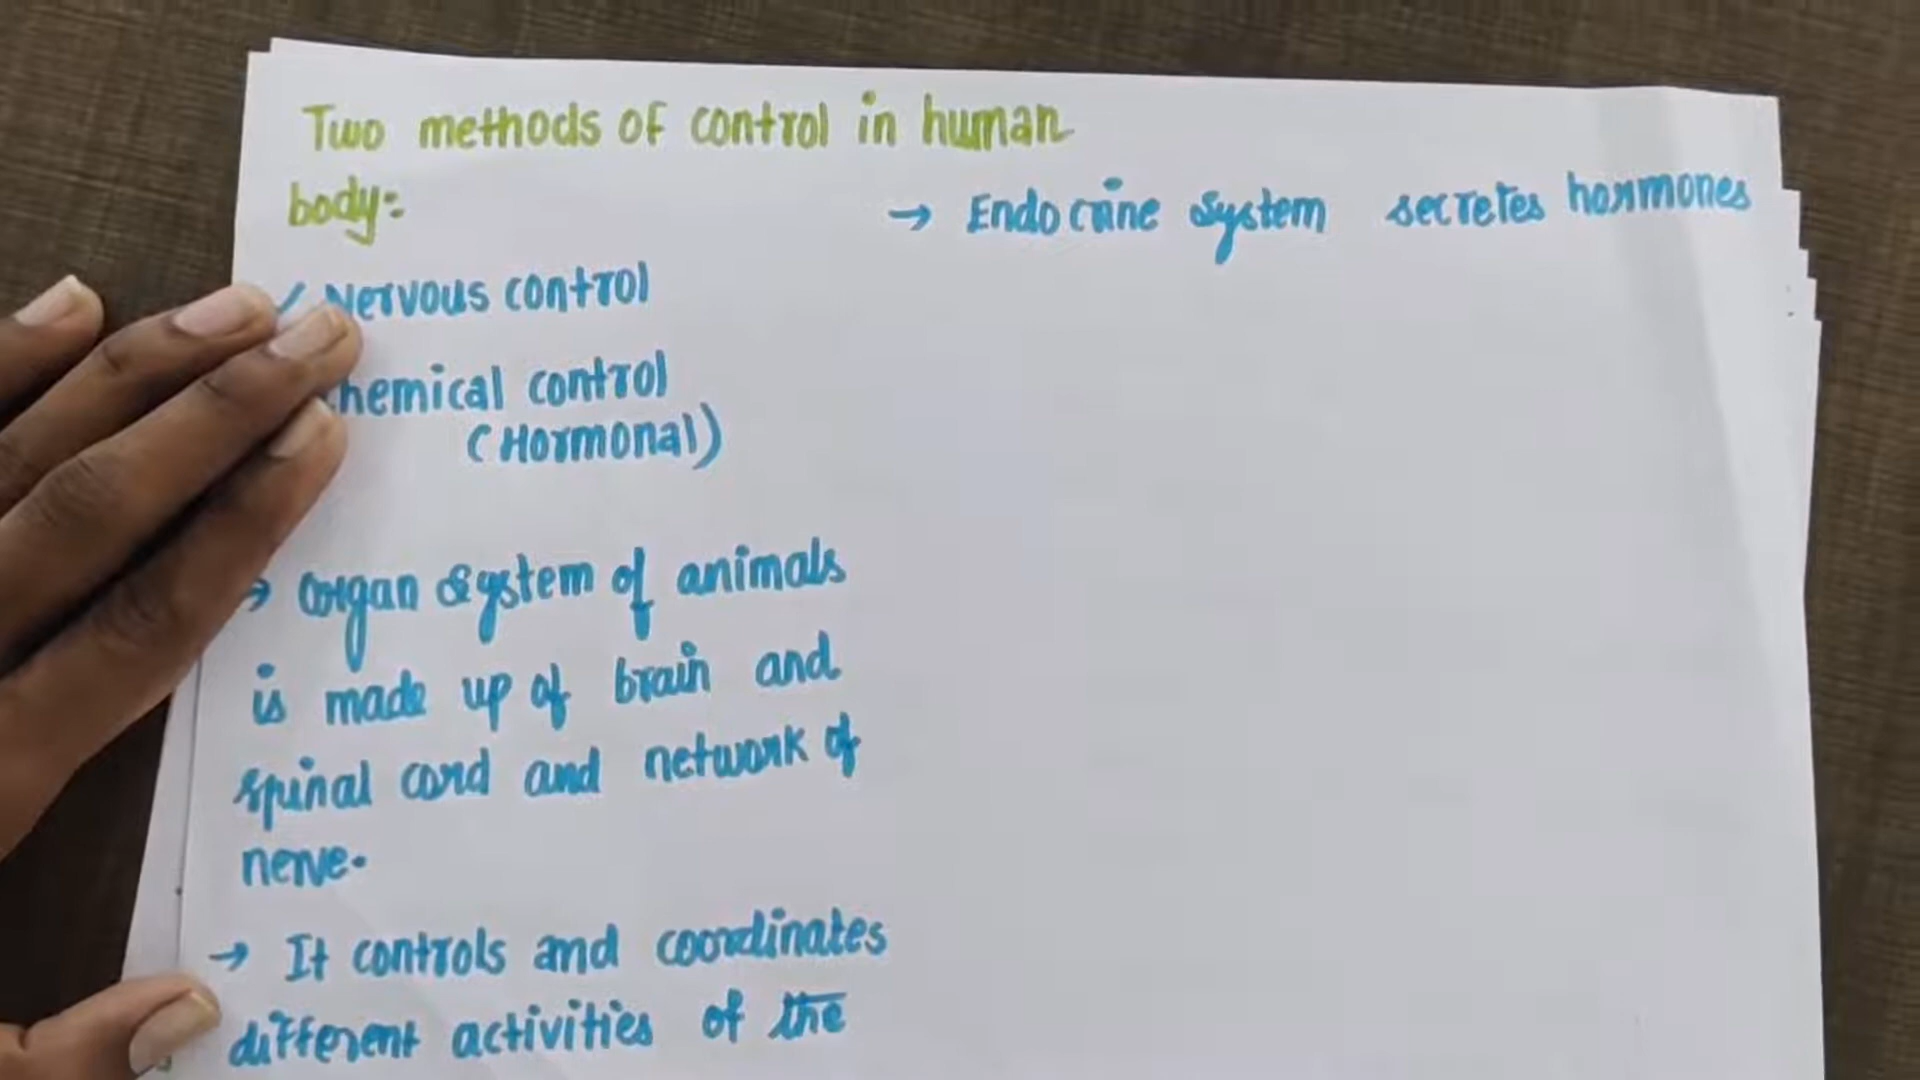 Two methods of control in human
body:-
✓ Nervous control
Chemical control
(Hormonal)
→ Organ system of animals
is made up of brain and
spinal cord and network of
nerve.
→ It controls and coordinates
different activities of the
→ Endocrine system secretes hormones